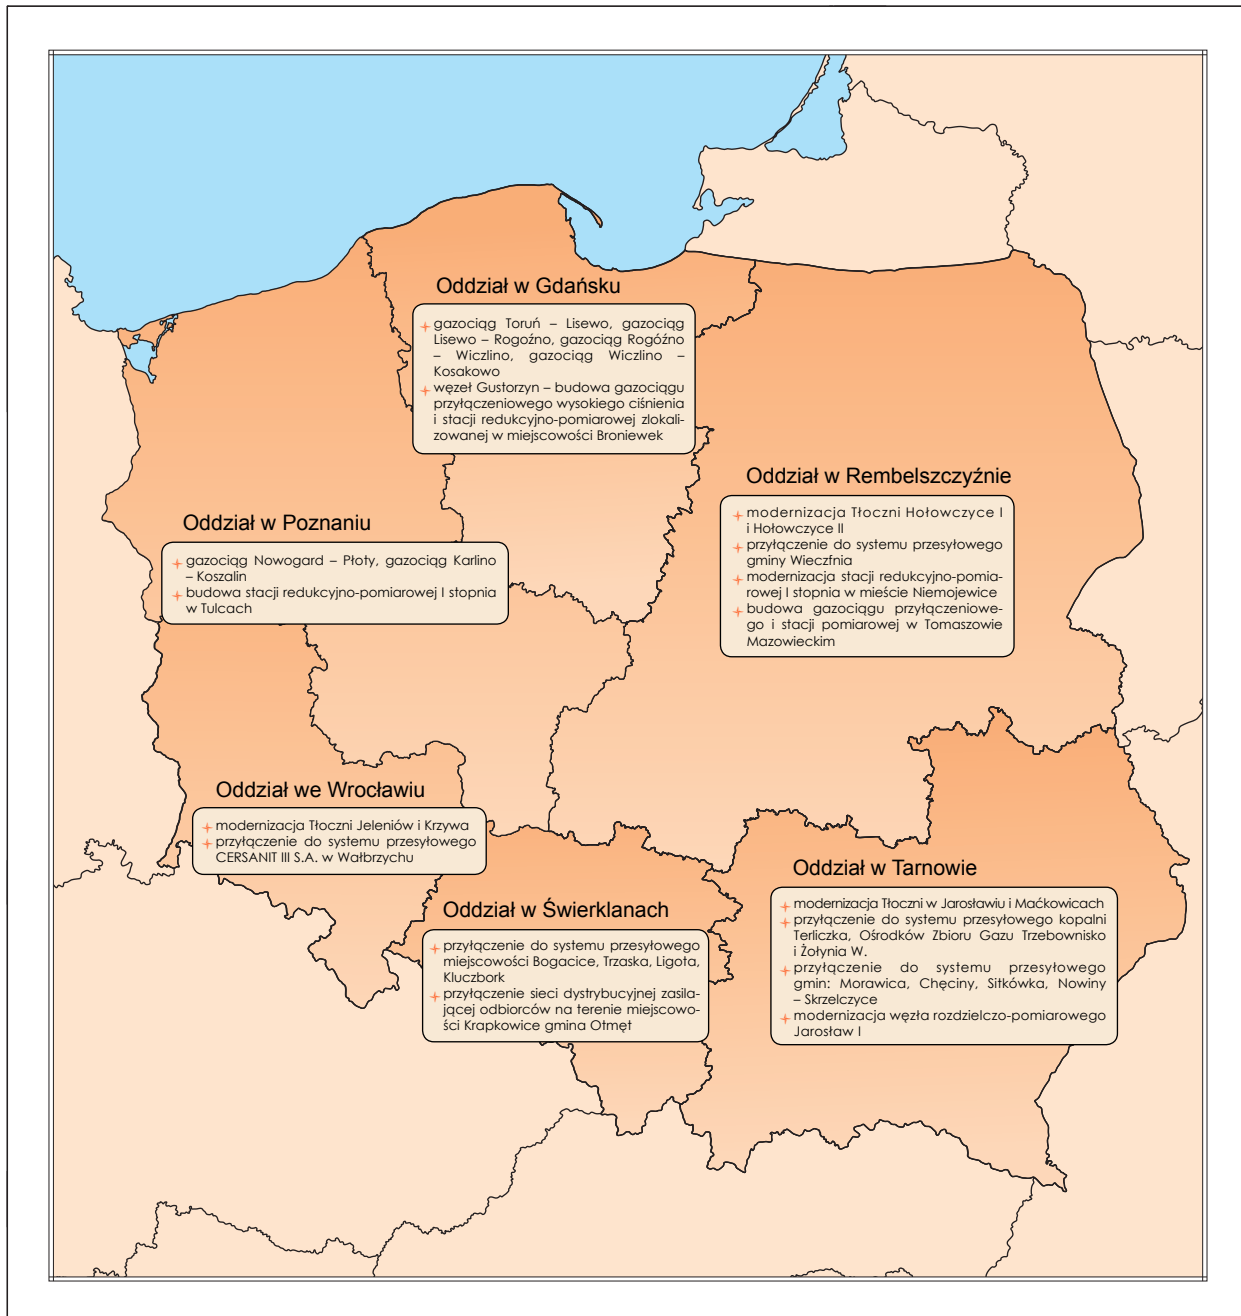 Oddział w Gdańsku
gazociąg Toruń – Lisewo, gazociąg
Lisewo – Rogoźno, gazociąg Rogóźno
– Wiczlino, gazociąg Wiczlino –
Kosakowo
węzeł Gustorzyn – budowa gazociągu
przyłączeniowego wysokiego ciśnienia
i stacji redukcyjno-pomiarowej zlokali-
zowanej w miejscowości Broniewek
Oddział w Rembelszczyźnie
modernizacja Tłoczni Hołowczyce I
i Hołowczyce II
przyłączenie do systemu przesyłowego
gminy Wieczfnia
modernizacja stacji redukcyjno-pomia-
rowej I stopnia w mieście Niemojewice
budowa gazociągu przyłączeniowe-
go i stacji pomiarowej w Tomaszowie
Mazowieckim
Oddział w Poznaniu
gazociąg Nowogard – Płoty, gazociąg Karlino
– Koszalin
budowa stacji redukcyjno-pomiarowej I stopnia
w Tulcach
Oddział we Wrocławiu
modernizacja Tłoczni Jeleniów i Krzywa
przyłączenie do systemu przesyłowego
CERSANIT III S.A. w Wałbrzychu
Oddział w Tarnowie
modernizacja Tłoczni w Jarosławiu i Maćkowicach
przyłączenie do systemu przesyłowego kopalni
Terliczka, Ośrodków Zbioru Gazu Trzebownisko
i Żołynia W.
przyłączenie do systemu przesyłowego
gmin: Morawica, Chęciny, Sitkówka, Nowiny
– Skrzelczyce
modernizacja węzła rozdzielczo-pomiarowego
Jarosław I
Oddział w Świerklanach
przyłączenie do systemu przesyłowego
miejscowości Bogacice, Trzaska, Ligota,
Kluczbork
przyłączenie sieci dystrybucyjnej zasila-
jącej odbiorców na terenie miejscowo-
ści Krapkowice gmina Otmęt